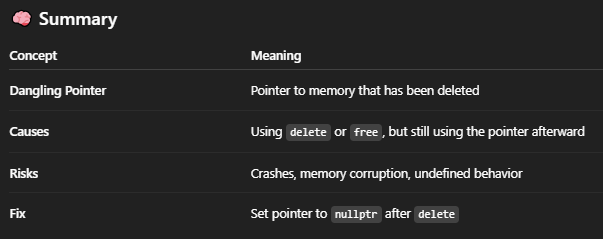 🧠 Summary
Concept Meaning
Dangling Pointer Pointer to memory that has been deleted
Causes Using delete or free, but still using the pointer afterward
Risks Crashes, memory corruption, undefined behavior
Fix Set pointer to nullptr after delete